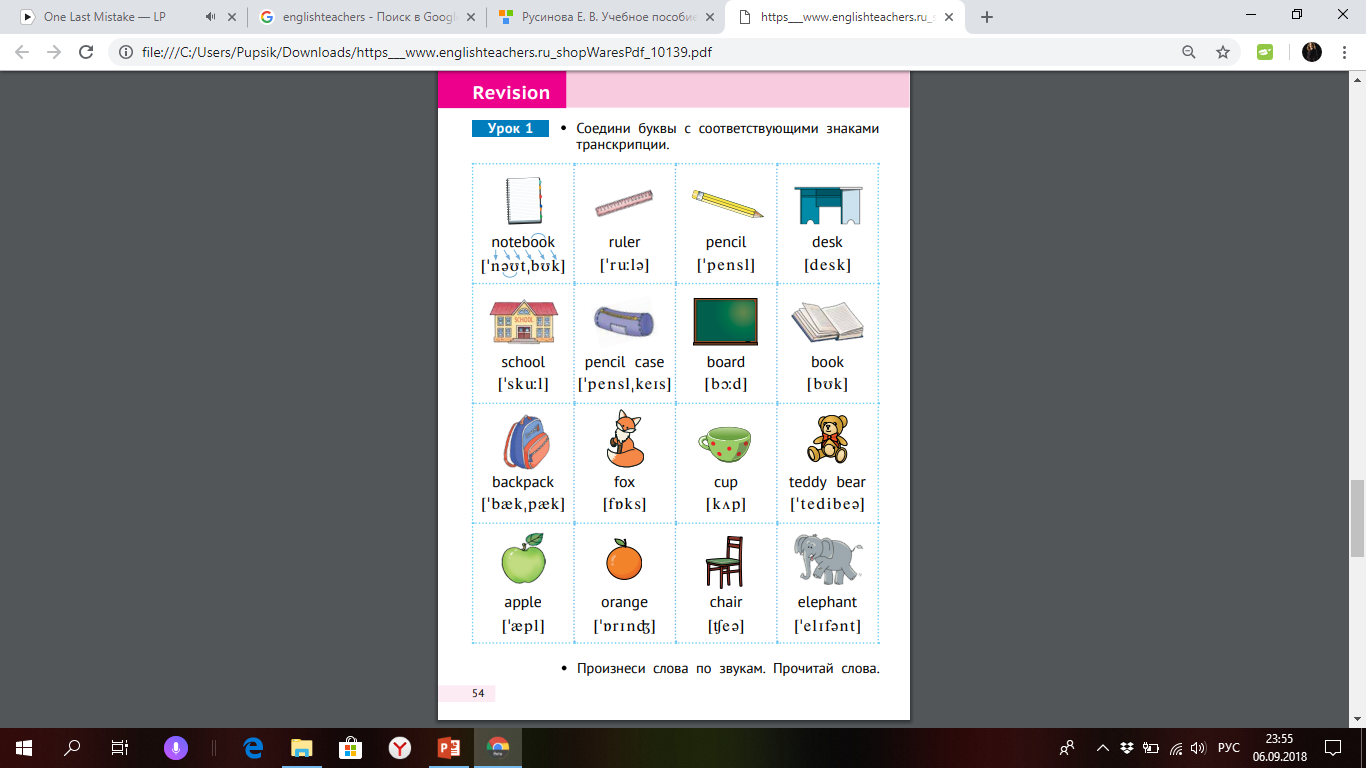 One Last Mistake — LP
englishteachers - Поиск в Googl
Русинова Е. В. Учебное пособие
https___www.englishteachers.ru_s
file:///C:/Users/Pupsik/Downloads/https___www.englishteachers.ru_shopWaresPdf_10139.pdf
Revision
Урок 1 • Соедини буквы с соответствующими знаками
транскрипции.
notebook ruler pencil desk
[ˈnəʊtˌbʊk] [ˈruːlə] [ˈpensl] [desk]
SCHOOL
school pencil case board book
[ˈskuːl] [ˈpenslˌkeɪs] [bɔːd] [bʊk]
backpack fox cup teddy bear
[ˈbækˌpæk] [fɒks] [kʌp] [ˈtedibeə]
apple orange chair elephant
[ˈæpl] [ˈɒrɪnʤ] [ʧeə] [ˈelɪfənt]
• Произнеси слова по звукам. Прочитай слова.
54
РУС
23:55
06.09.2018